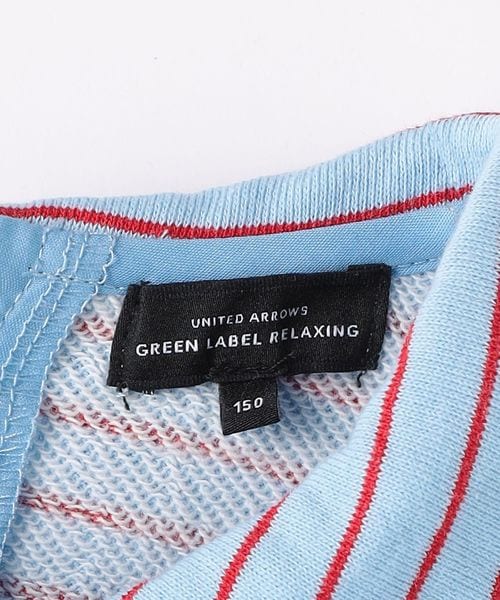 UNITED ARROWS
GREEN LABEL RELAXING
150